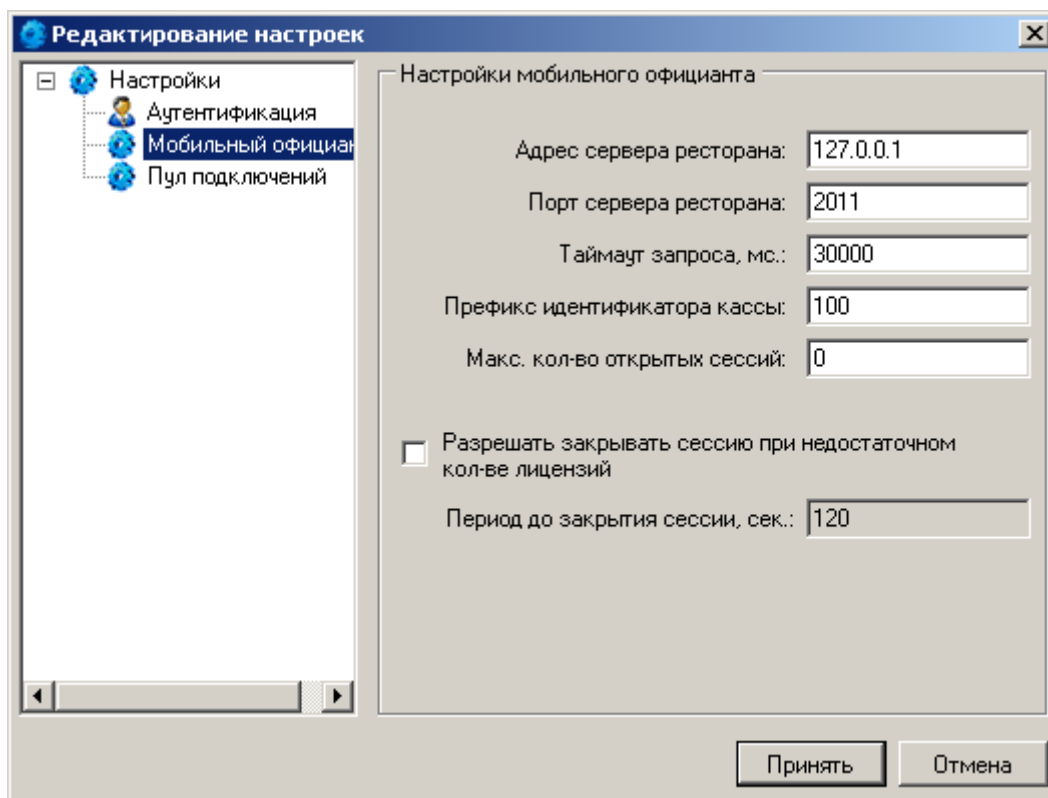 Редактирование настроек
Настройки
Аутентификация
Мобильный официан
Пул подключений
Настройки мобильного официанта
Адрес сервера ресторана: 127.0.0.1
Порт сервера ресторана: 2011
Таймаут запроса, мс.: 30000
Префикс идентификатора кассы: 100
Макс. кол-во открытых сессий: 0
Разрешать закрывать сессию при недостаточном
кол-ве лицензий
Период до закрытия сессии, сек.: 120
Принять
Отмена